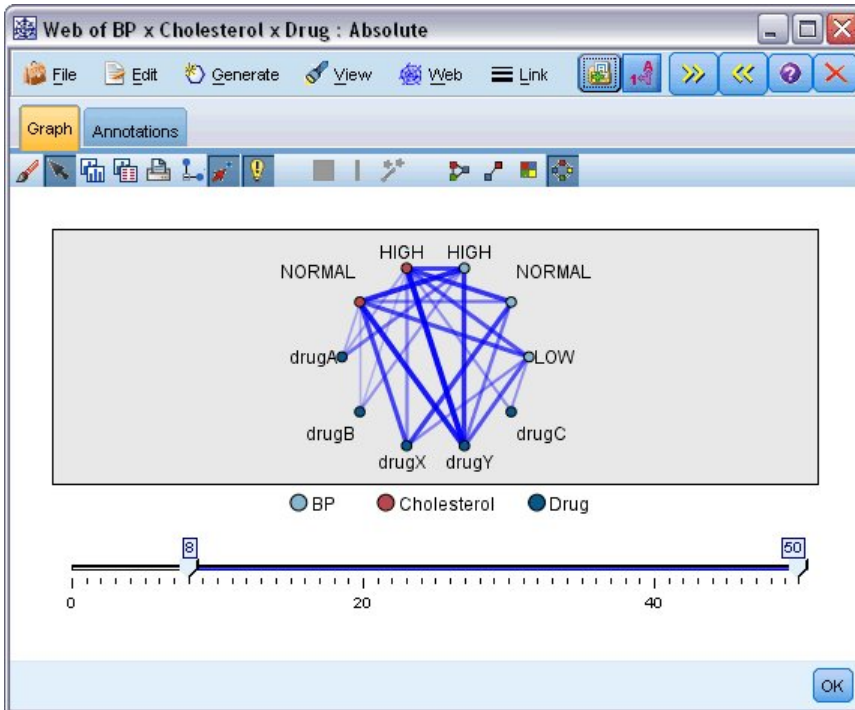 Web of BP x Cholesterol x Drug : Absolute
File Edit Generate View Web Link
Graph Annotations
HIGH HIGH
NORMAL NORMAL
drugA LOW
drugB drugC
drugX drugY
BP Cholesterol Drug
8 50
0 20 40
OK